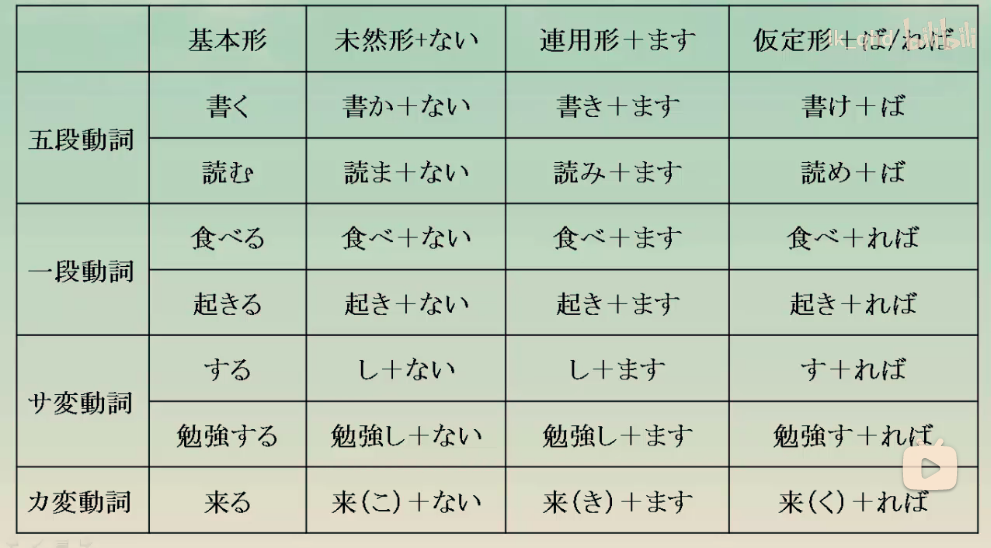 基本形 未然形+ない 連用形＋ます 仮定形＋ば/れば
五段動詞 書く 書か＋ない 書き＋ます 書け＋ば
読む 読ま＋ない 読み＋ます 読め＋ば
一段動詞 食べる 食べ＋ない 食べ＋ます 食べ＋れば
起きる 起き＋ない 起き＋ます 起き＋れば
サ変動詞 する し＋ない し＋ます す＋れば
勉強する 勉強し＋ない 勉強し＋ます 勉強す＋れば
カ変動詞 来る 来(こ)＋ない 来(き)＋ます 来(く)＋れば
bilibili